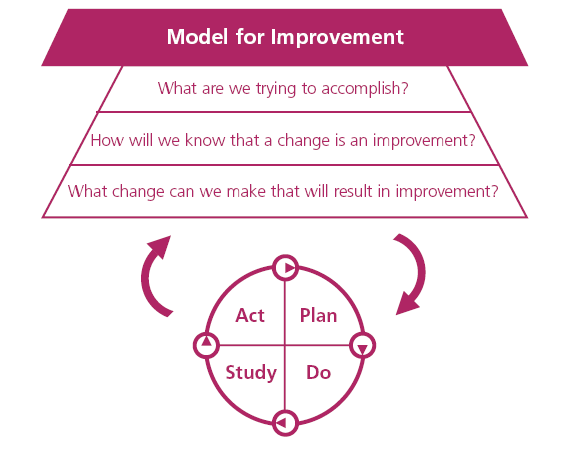 Model for Improvement
What are we trying to accomplish?
How will we know that a change is an improvement?
What change can we make that will result in improvement?
Act Plan
Study Do